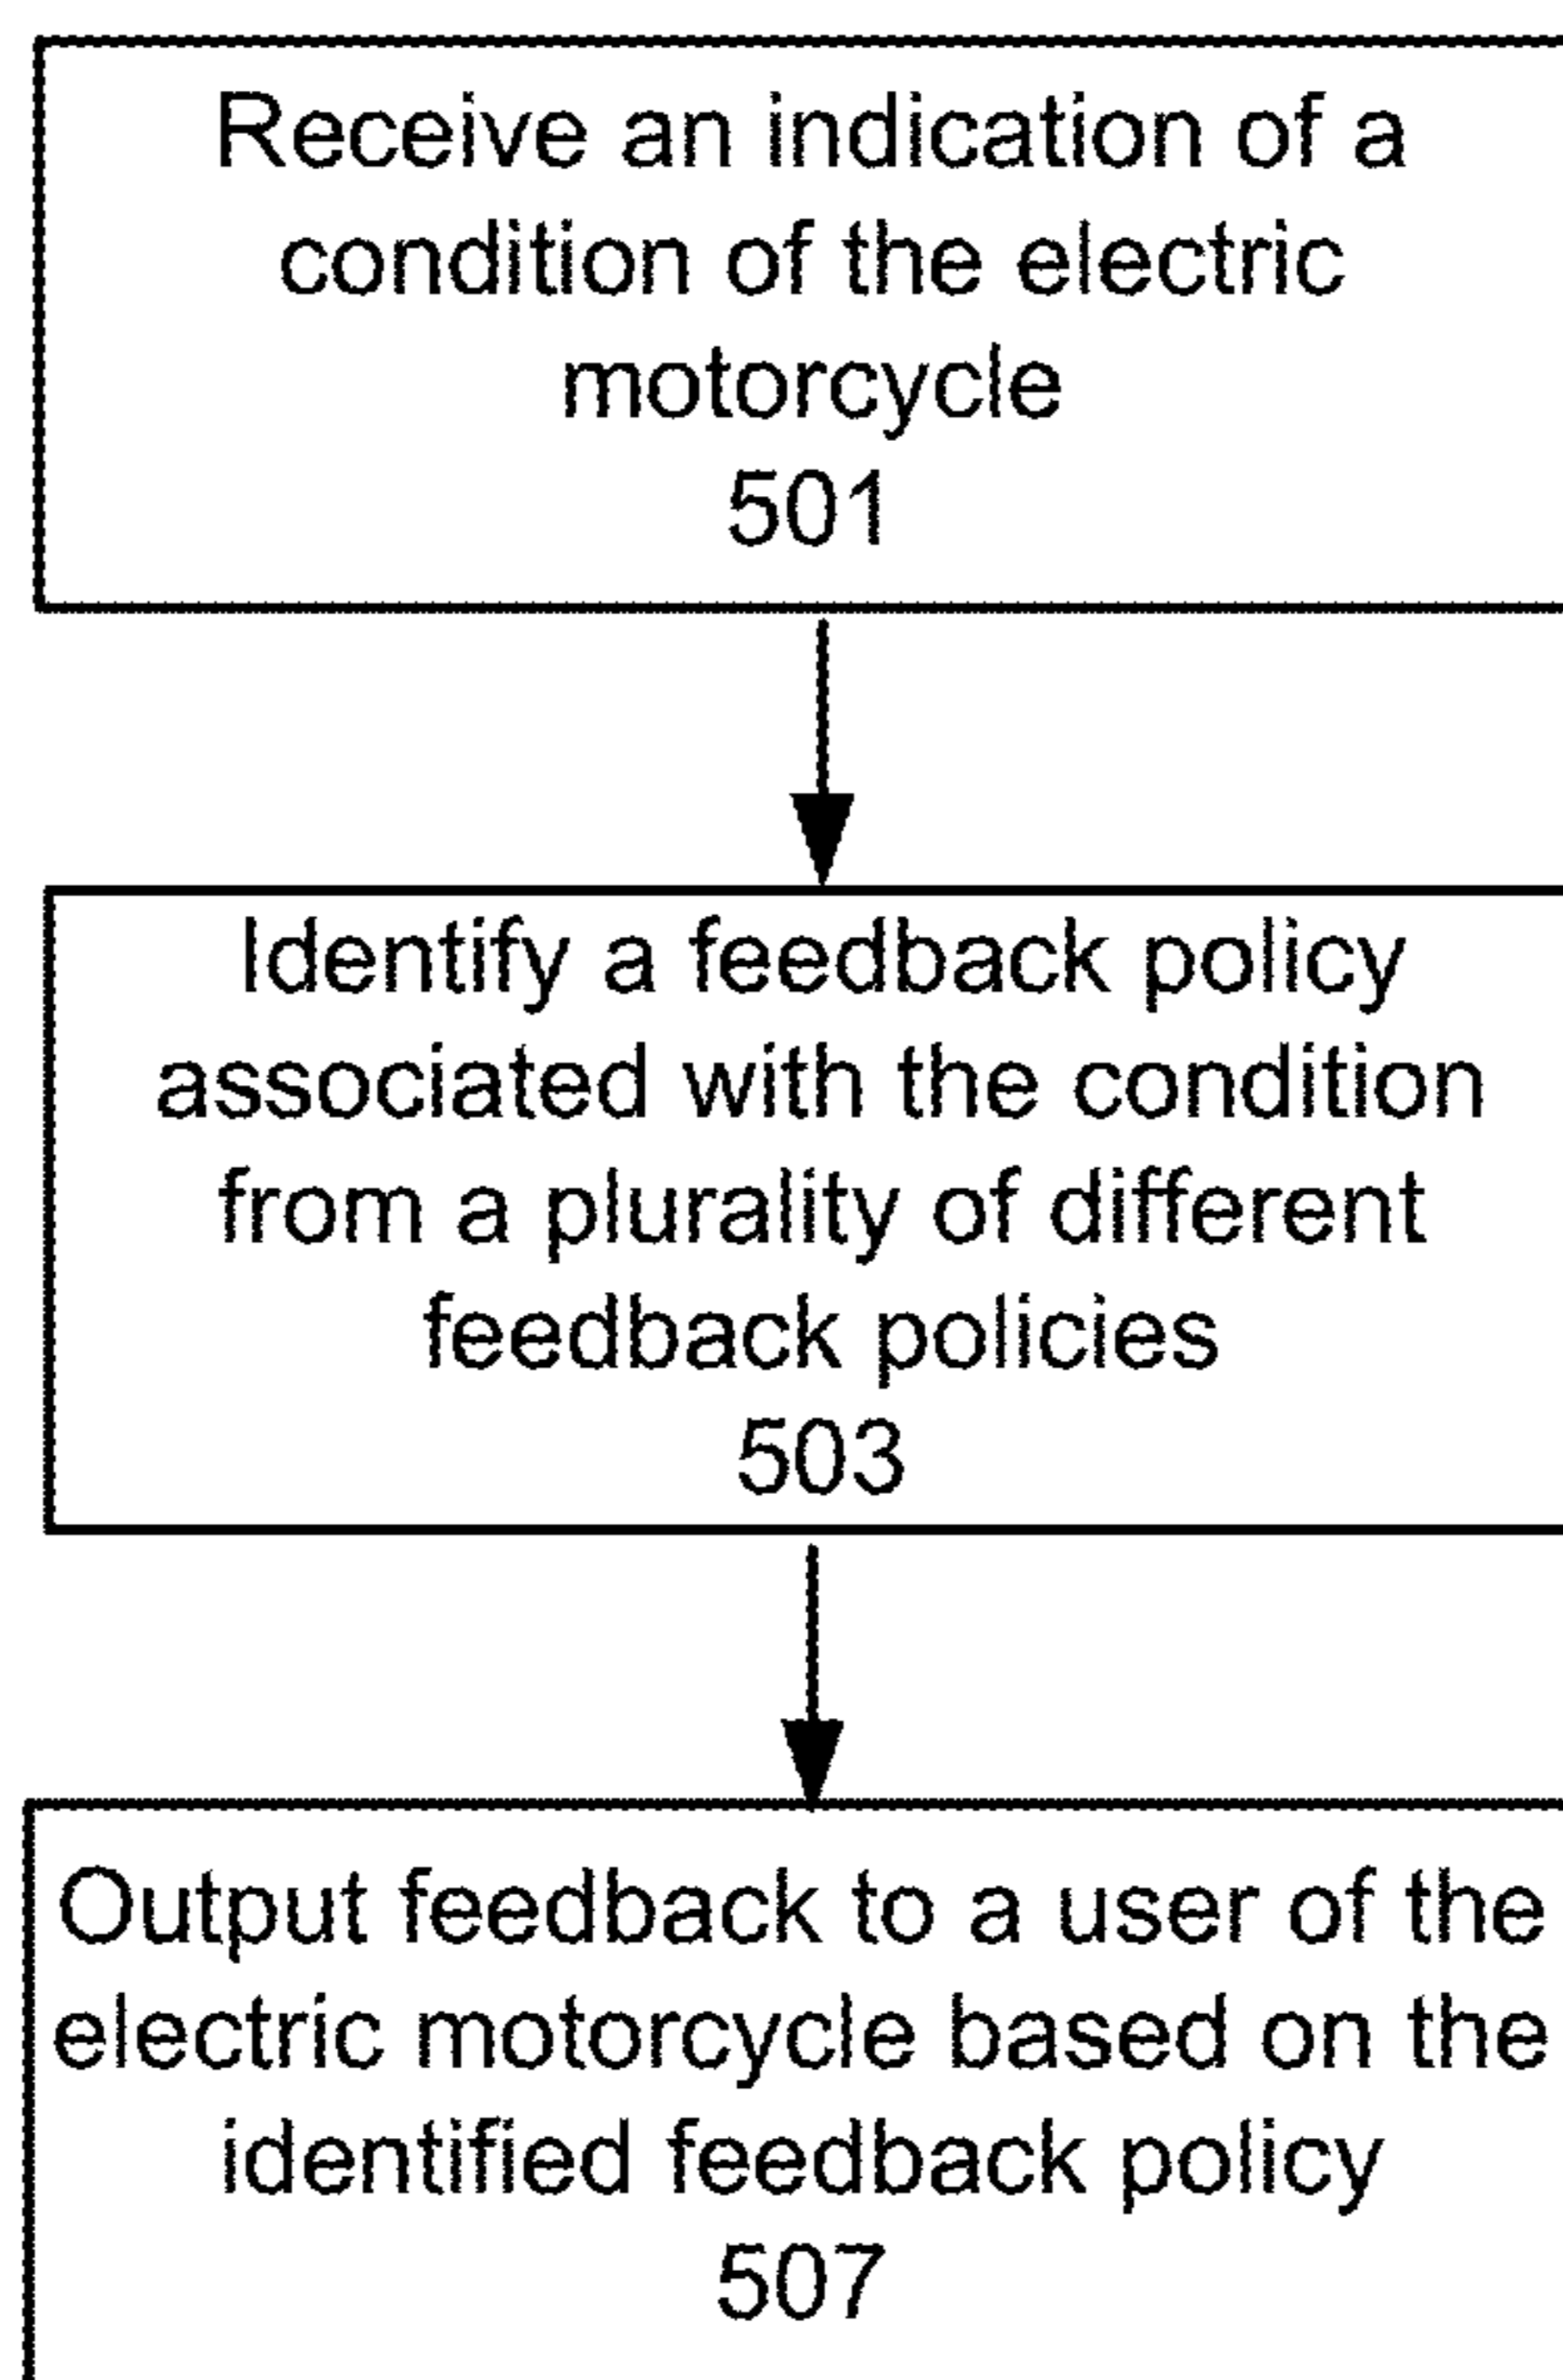 Receive an indication of a
condition of the electric
motorcycle
501
Identify a feedback policy
associated with the condition
from a plurality of different
feedback policies
503
Output feedback to a user of the
electric motorcycle based on the
identified feedback policy
507